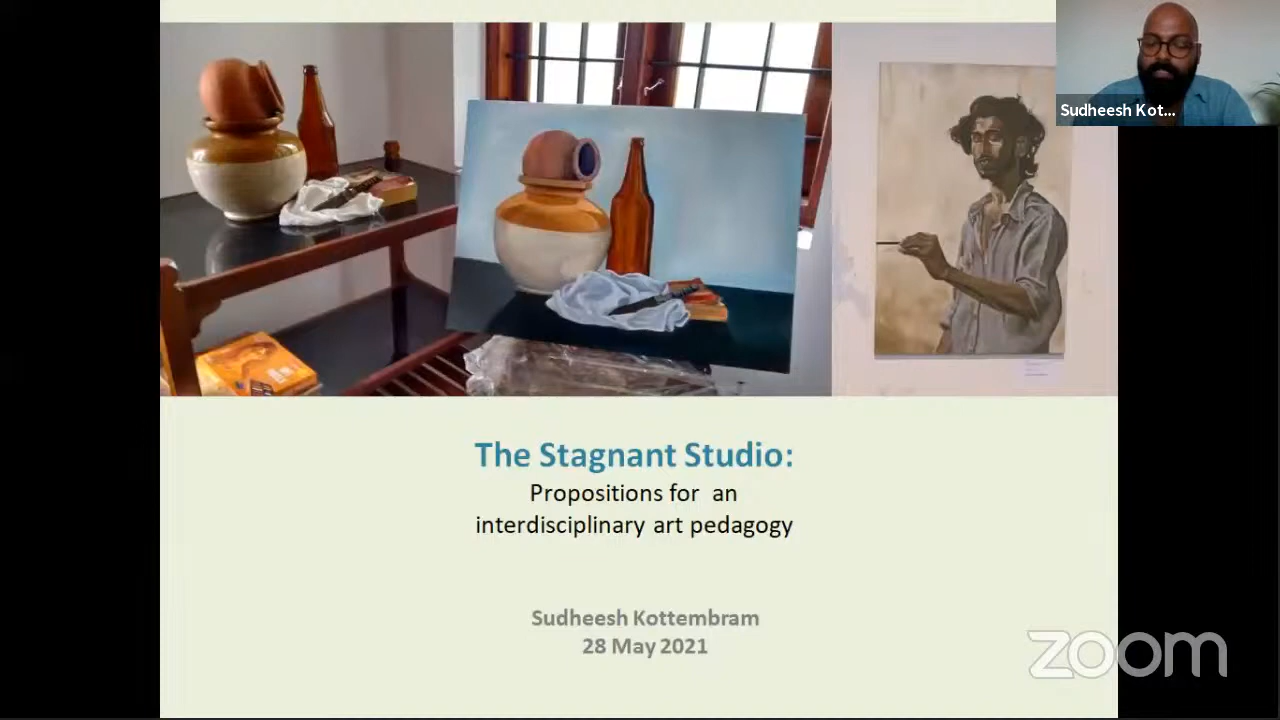 Sudheesh Kot...
The Stagnant Studio:
Propositions for an
interdisciplinary art pedagogy
Sudheesh Kottembram
28 May 2021
zoom